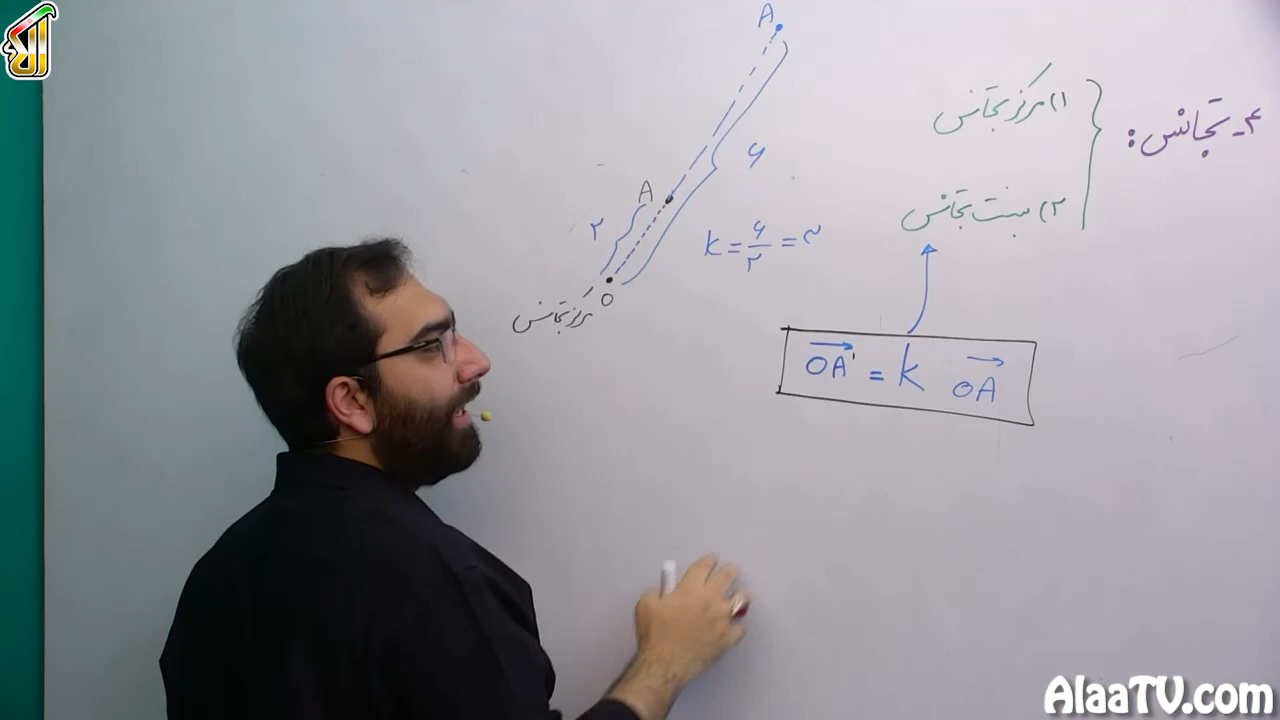 ۴- تجانس:
۱) مرکز تجانس
۲) نسبت تجانس
A
A
۲
۶
O
مرکز تجانس
k = ۶/۲ = ۳
OA' = k OA
آلاء
AlaaTV.com